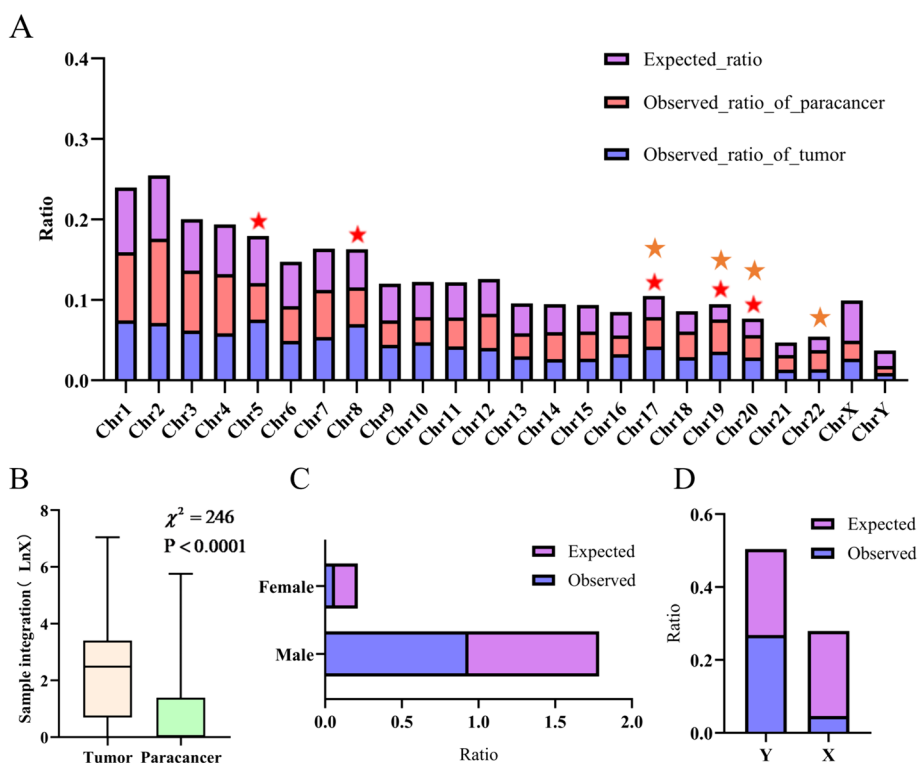 A
0.4
0.3
0.2
0.1
0.0
Ratio
Expected_ratio
Observed_ratio_of_paracancer
Observed_ratio_of_tumor
Chr1 Chr2 Chr3 Chr4 Chr5 Chr6 Chr7 Chr8 Chr9 Chr10 Chr11 Chr12 Chr13 Chr14 Chr15 Chr16 Chr17 Chr18 Chr19 Chr20 Chr21 Chr22 ChrX ChrY
B
8
6
4
2
0
Sample integration( LnX)
χ² = 246
P < 0.0001
Tumor Paracancer
C
Expected
Observed
Female
Male
0.0 0.5 1.0 1.5 2.0
Ratio
D
0.6
0.4
0.2
0.0
Ratio
Expected
Observed
Y X